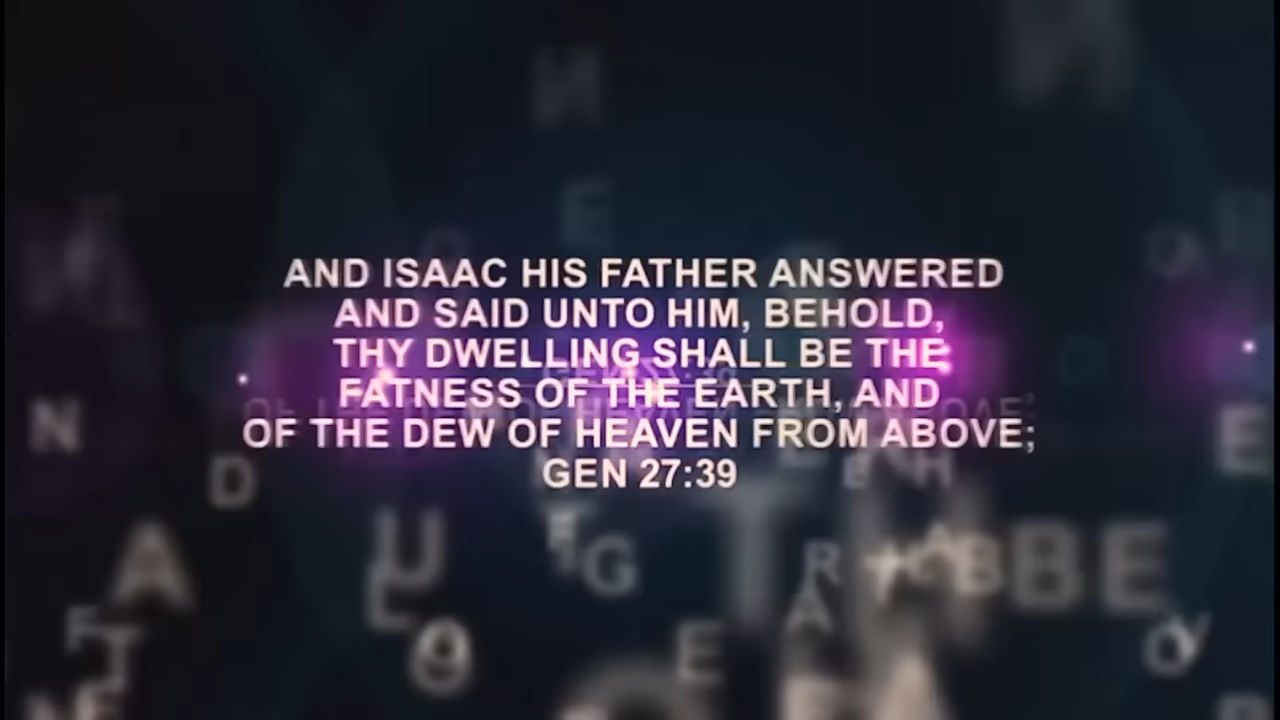 AND ISAAC HIS FATHER ANSWERED
AND SAID UNTO HIM, BEHOLD,
THY DWELLING SHALL BE THE
FATNESS OF THE EARTH, AND
OF THE DEW OF HEAVEN FROM ABOVE;
GEN 27:39